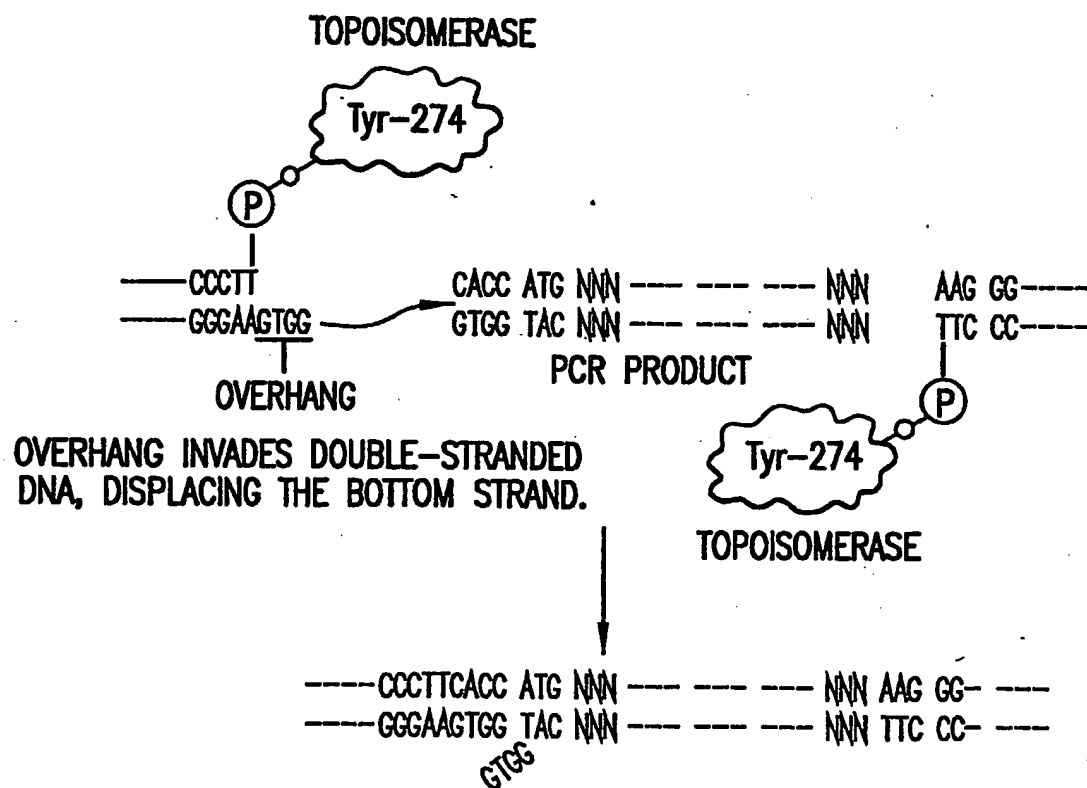 TOPOISOMERASE
Tyr-274
P
CCCTT
GGGAAGTGG
OVERHANG
CACC ATG NNN --- --- --- --- NNN AAG GG----
GTGG TAC NNN --- --- --- --- NNN TTC CC----
PCR PRODUCT
P
Tyr-274
TOPOISOMERASE
OVERHANG INVADES DOUBLE-STRANDED
DNA, DISPLACING THE BOTTOM STRAND.
----CCCTTCACC ATG NNN --- --- --- --- NNN AAG GG- ---
----GGGAAGTGG TAC NNN --- --- --- --- NNN TTC CC- ---
GTGG